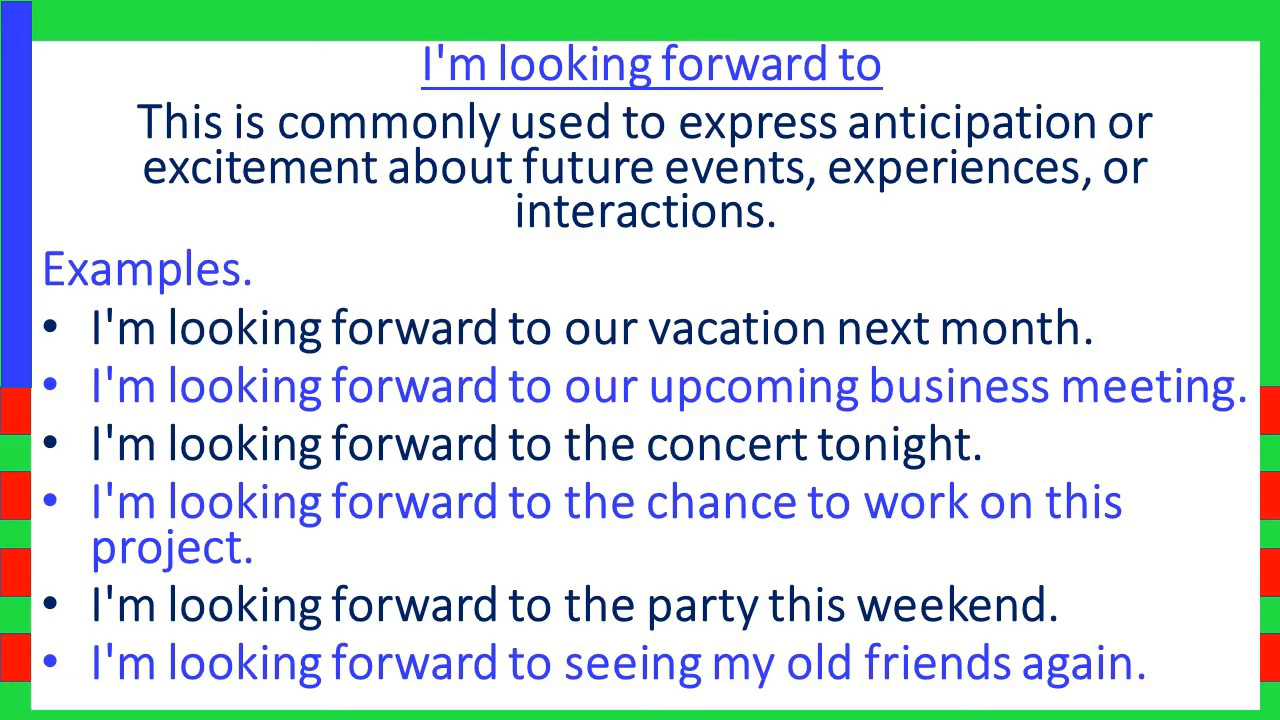 I'm looking forward to
This is commonly used to express anticipation or
excitement about future events, experiences, or
interactions.
Examples.
• I'm looking forward to our vacation next month.
• I'm looking forward to our upcoming business meeting.
• I'm looking forward to the concert tonight.
• I'm looking forward to the chance to work on this
project.
• I'm looking forward to the party this weekend.
• I'm looking forward to seeing my old friends again.